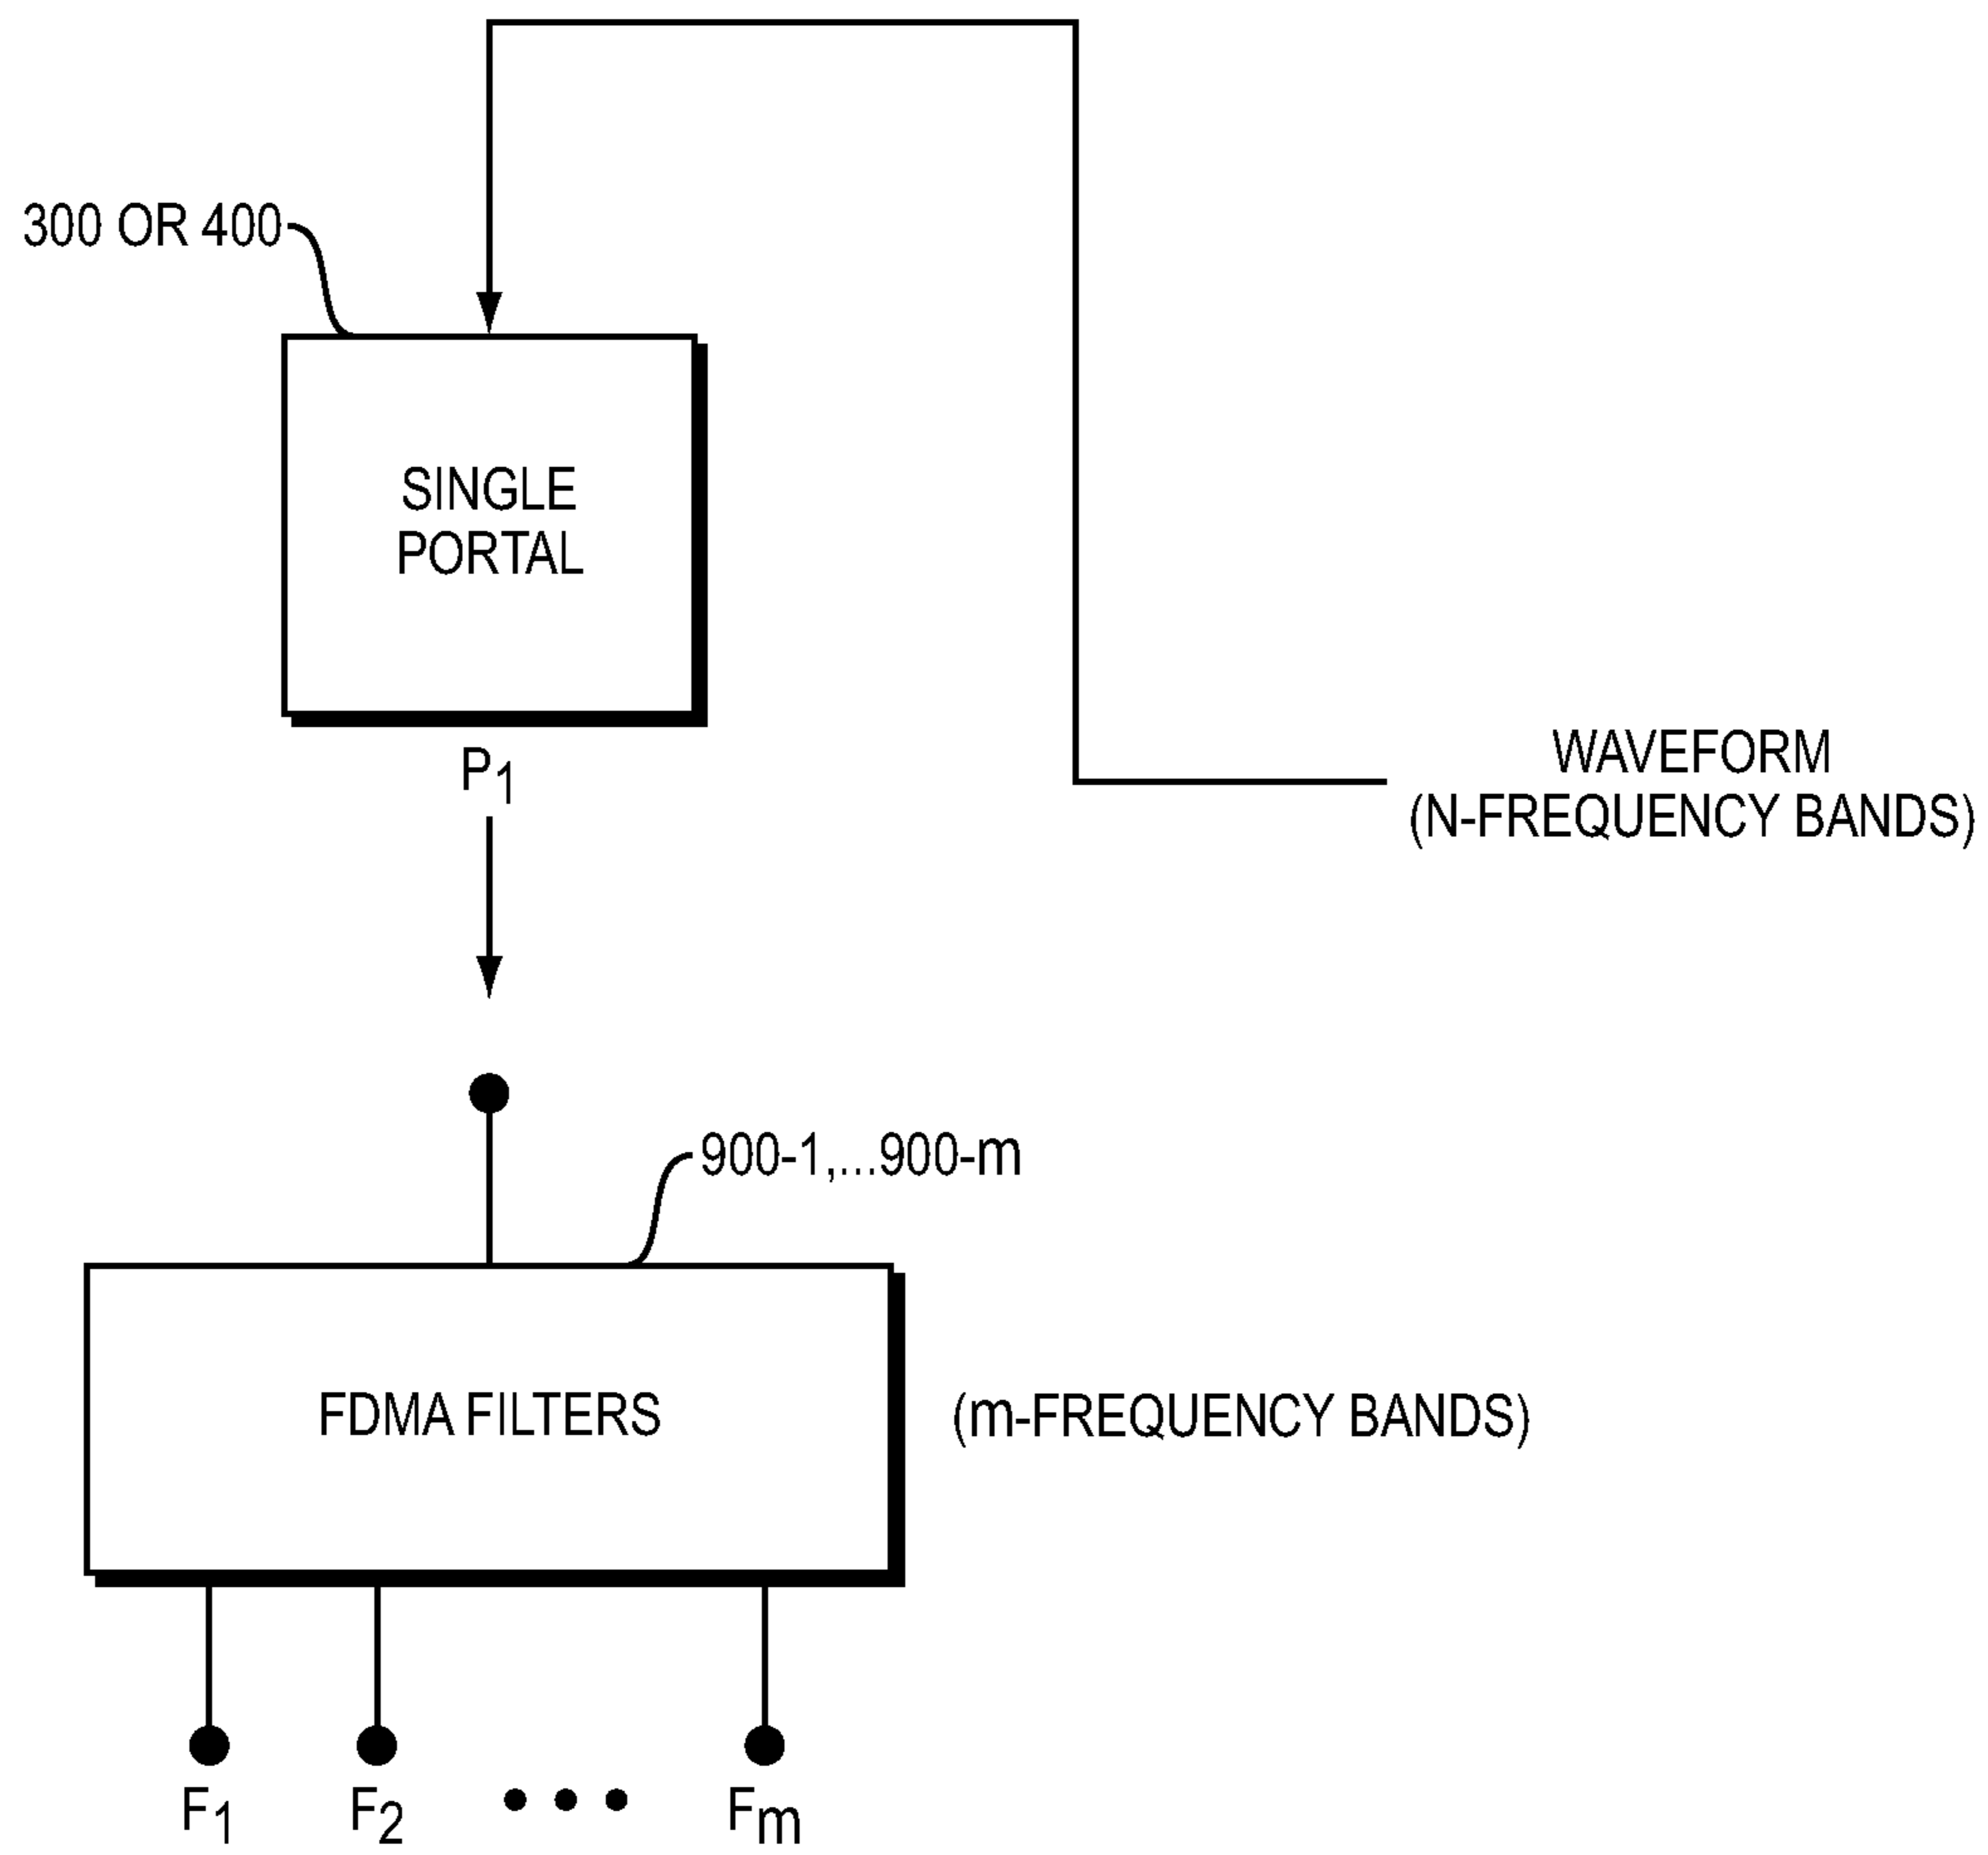 300 OR 400
SINGLE
PORTAL
P1
WAVEFORM
(N-FREQUENCY BANDS)
900-1,...900-m
FDMA FILTERS
(m-FREQUENCY BANDS)
F1 F2 ••• Fm